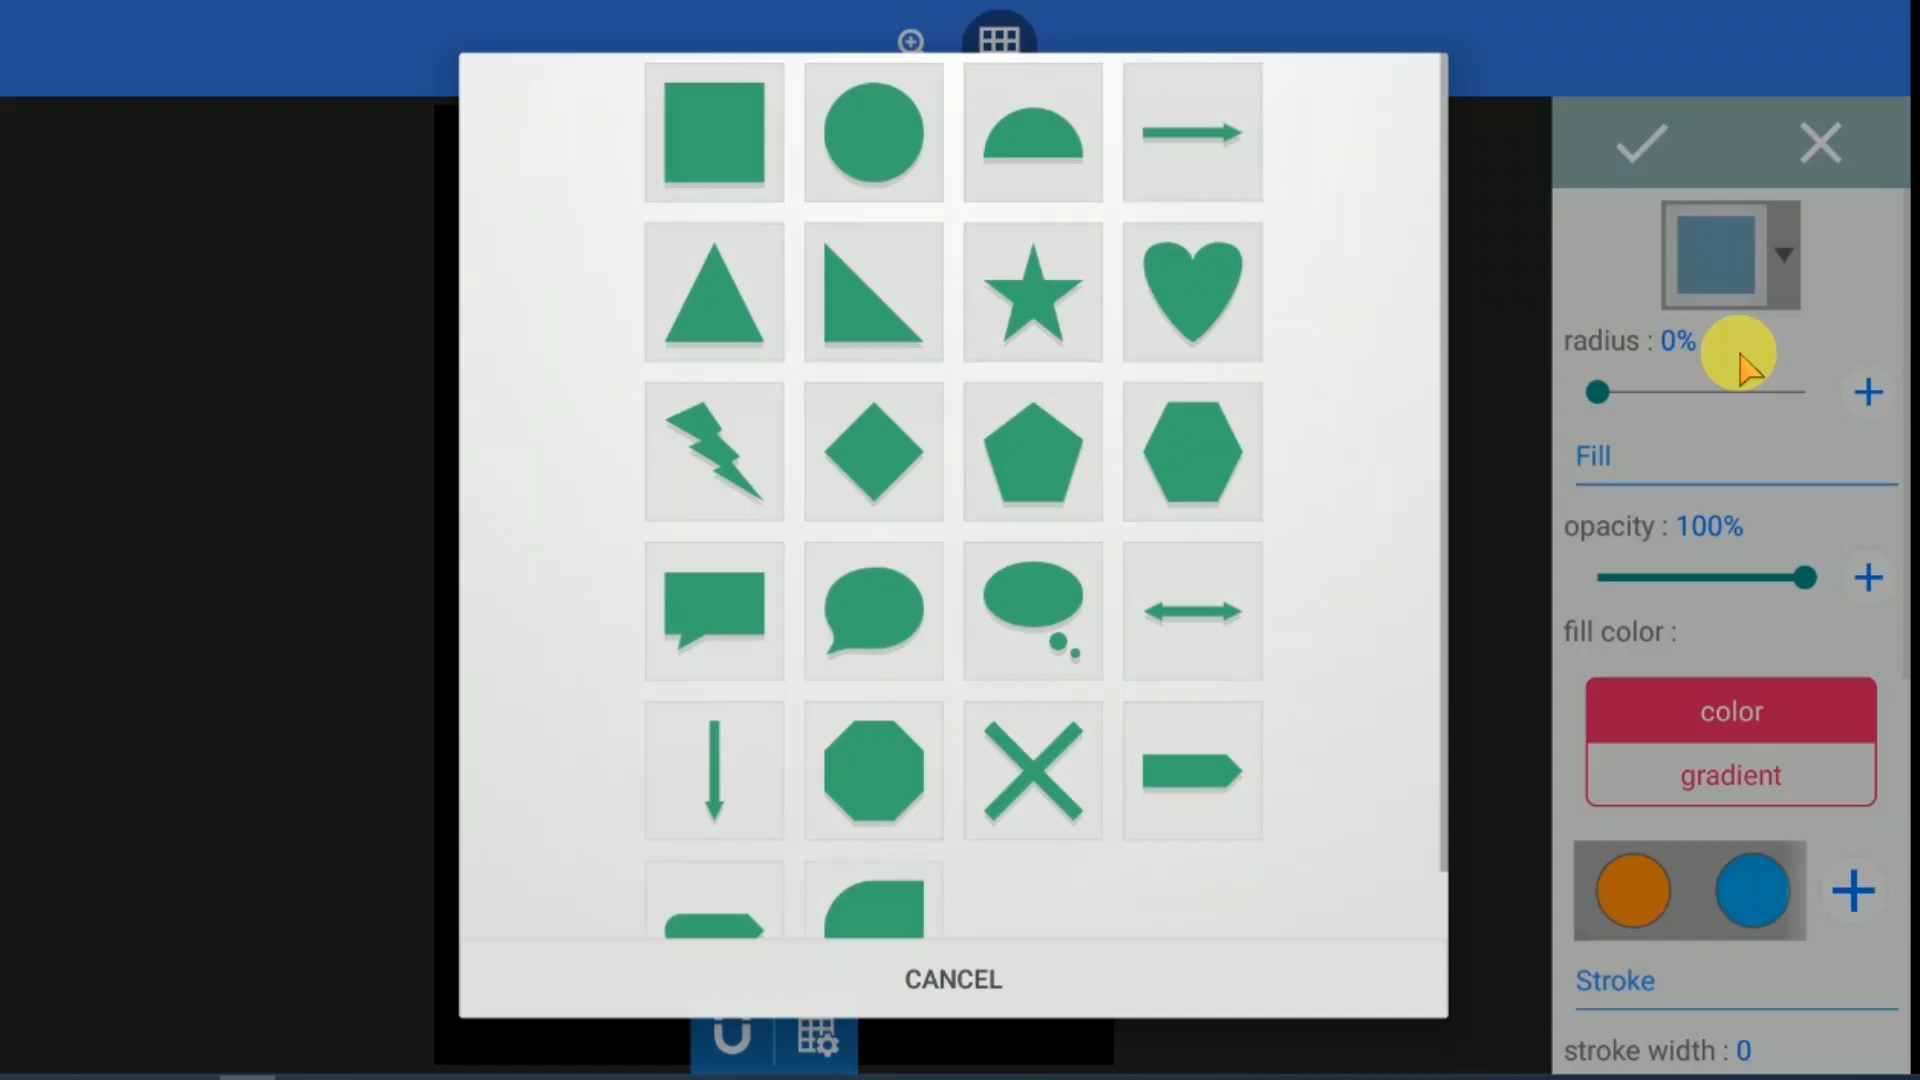 radius : 0%
Fill
opacity : 100%
fill color :
color
gradient
CANCEL
Stroke
stroke width : 0